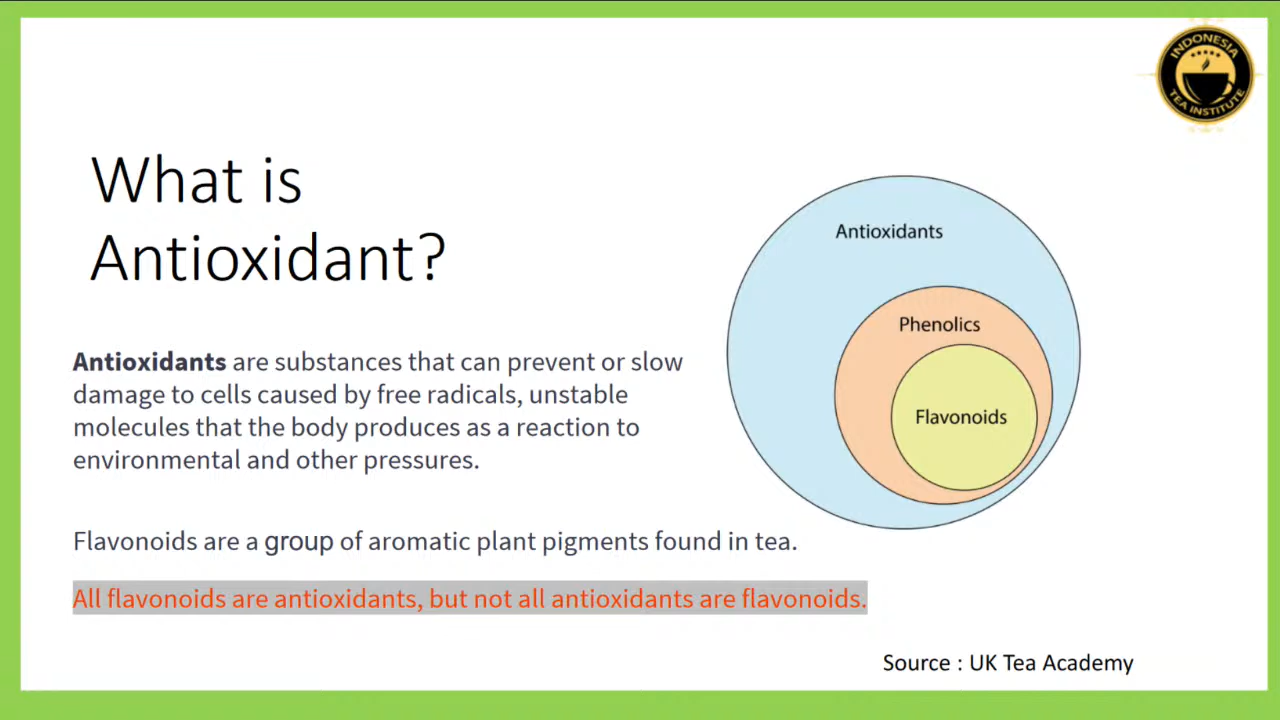 INDONESIA
TEA INSTITUTE
What is
Antioxidant?
Antioxidants
Phenolics
Flavonoids
Antioxidants are substances that can prevent or slow
damage to cells caused by free radicals, unstable
molecules that the body produces as a reaction to
environmental and other pressures.
Flavonoids are a group of aromatic plant pigments found in tea.
All flavonoids are antioxidants, but not all antioxidants are flavonoids.
Source : UK Tea Academy